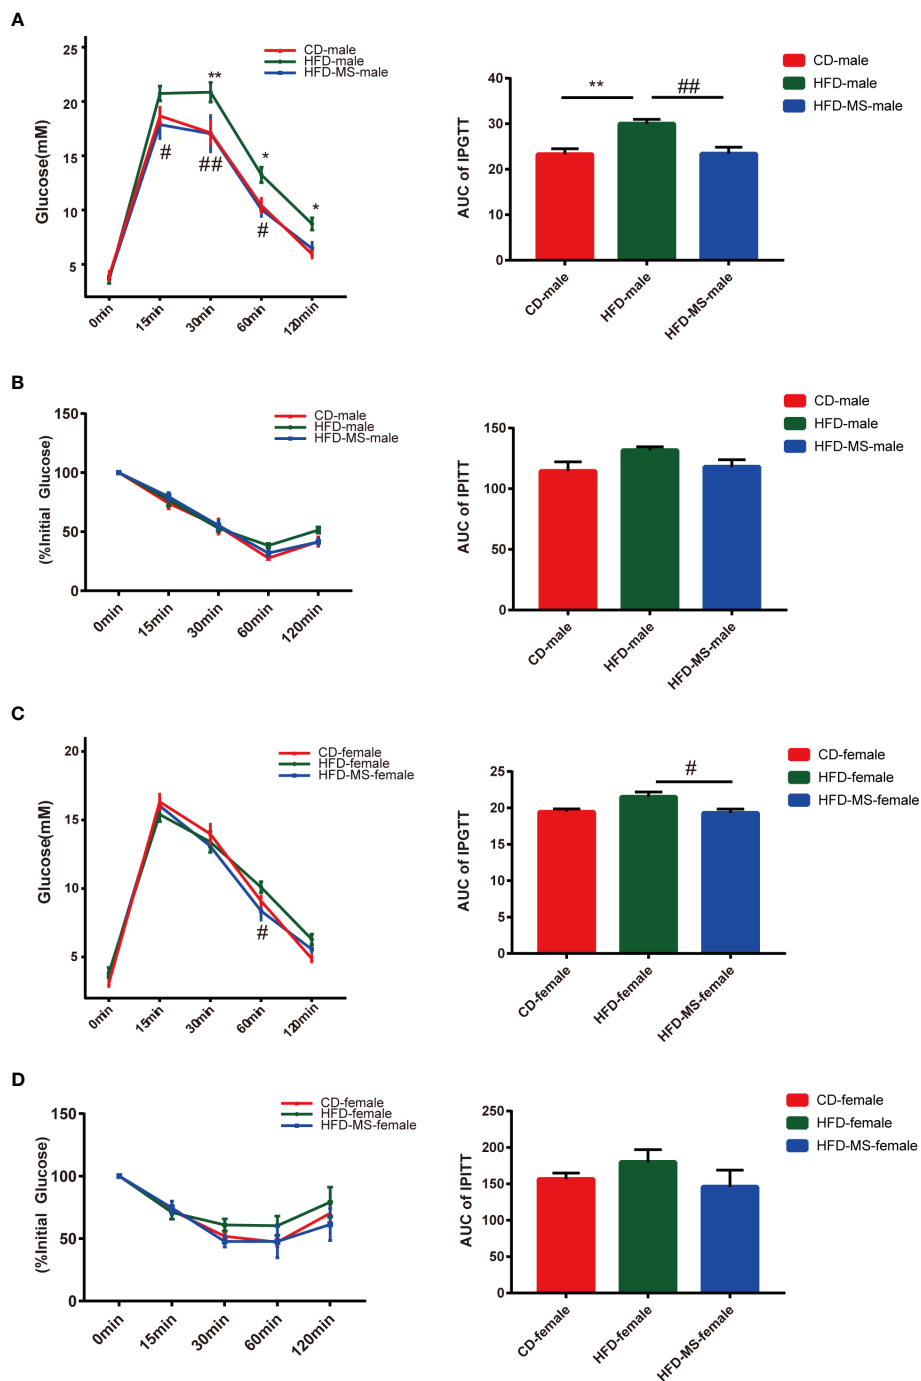 A
CD-male
HFD-male
HFD-MS-male
25
20
15
10
5
Glucose(mM)
**
*
*
#
##
#
0min
15min
30min
60min
120min
CD-male
HFD-male
HFD-MS-male
40
30
20
10
0
AUC of IPGTT
**
##
CD-male
HFD-male
HFD-MS-male
B
CD-male
HFD-male
HFD-MS-male
150
100
50
0
(%Initial Glucose)
0min
15min
30min
60min
120min
CD-male
HFD-male
HFD-MS-male
150
100
50
0
AUC of IPITT
CD-male
HFD-male
HFD-MS-male
C
CD-female
HFD-female
HFD-MS-female
20
15
10
5
Glucose(mM)
#
0min
15min
30min
60min
120min
CD-female
HFD-female
HFD-MS-female
25
20
15
10
5
0
AUC of IPGTT
#
CD-female
HFD-female
HFD-MS-female
D
CD-female
HFD-female
HFD-MS-female
150
100
50
0
(%Initial Glucose)
0min
15min
30min
60min
120min
CD-female
HFD-female
HFD-MS-female
250
200
150
100
50
0
AUC of IPITT
CD-female
HFD-female
HFD-MS-female